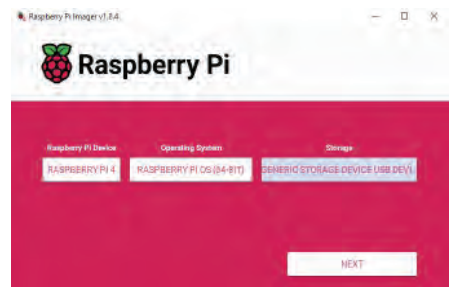 Raspberry Pi Imager v1.8.4
Raspberry Pi
Raspberry Pi Device Operating System Storage
RASPBERRY PI 4 RASPBERRY PI OS (64-BIT) GENERIC STORAGE DEVICE USB DEVI
NEXT